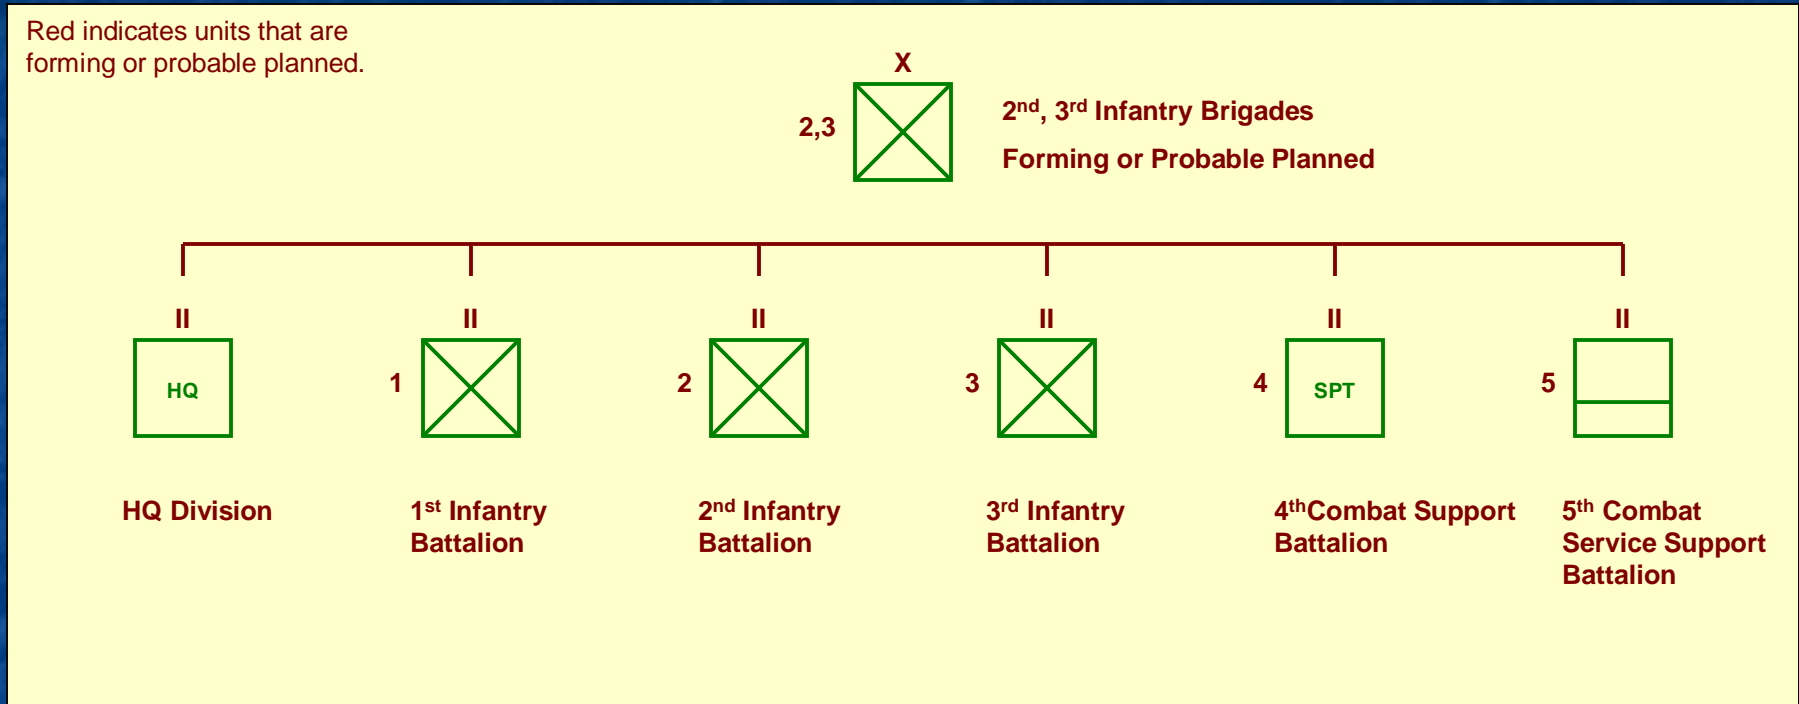 Red indicates units that are
forming or probable planned.
X
2,3
2nd, 3rd Infantry Brigades
Forming or Probable Planned
II II II II II II
HQ 1 2 3 4 SPT 5
HQ Division
1st Infantry
Battalion
2nd Infantry
Battalion
3rd Infantry
Battalion
4thCombat Support
Battalion
5th Combat
Service Support
Battalion